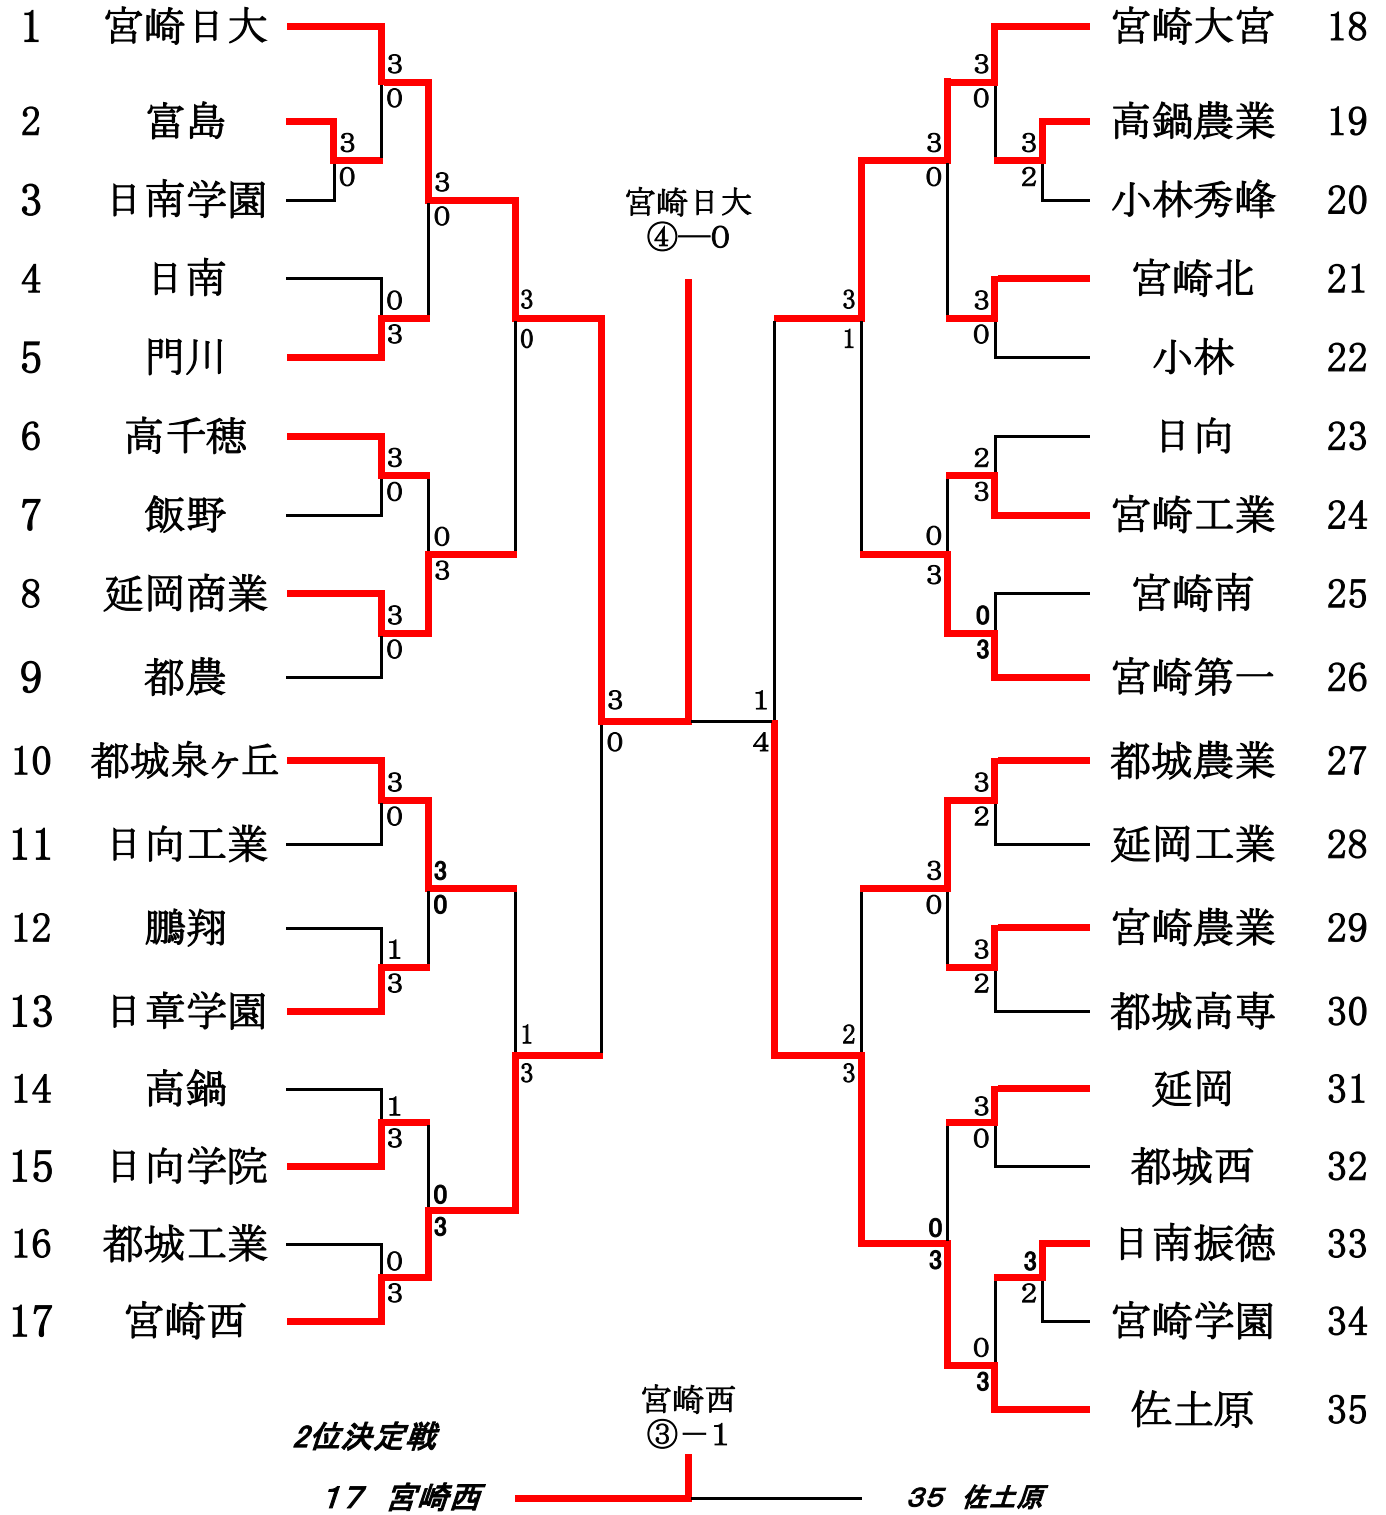 1 宮崎日大
3
0
2 富島
3
0
3 日南学園
3
0
4 日南
0
3
5 門川
3
0
6 高千穂
3
0
7 飯野
0
3
8 延岡商業
3
0
9 都農
3
0
10 都城泉ヶ丘
3
0
11 日向工業
3
0
12 鵬翔
1
3
13 日章学園
1
3
14 高鍋
1
3
15 日向学院
0
3
16 都城工業
0
3
17 宮崎西
宮崎日大
④―0
1
4
宮崎大宮 18
3
0
高鍋農業 19
3
2
3
0
小林秀峰 20
宮崎北 21
3
0
3
1
小林 22
日向 23
2
3
宮崎工業 24
0
3
宮崎南 25
0
3
宮崎第一 26
都城農業 27
3
2
延岡工業 28
3
0
宮崎農業 29
3
2
都城高専 30
2
3
延岡 31
3
0
都城西 32
0
3
日南振徳 33
3
2
宮崎学園 34
0
3
佐土原 35
宮崎西
③－1
2位決定戦
17 宮崎西
35 佐土原